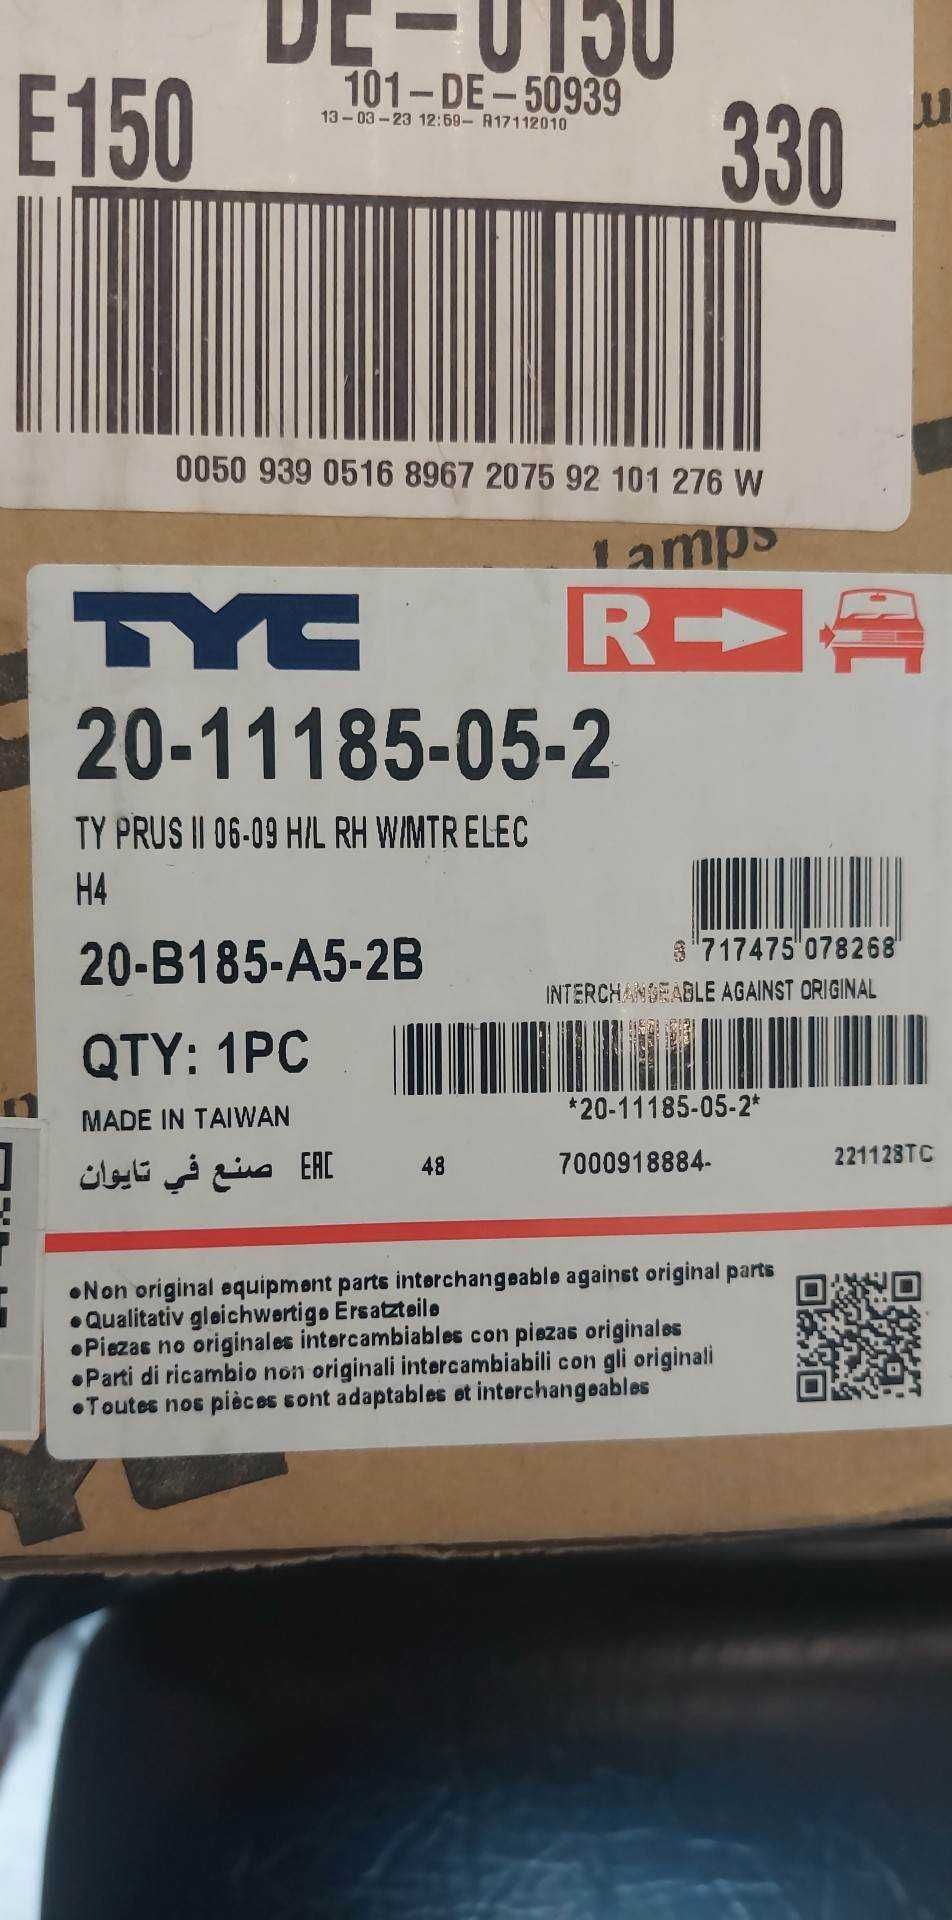 DE-0150
101-DE-50939
13-03-23 12:59- R17112010
E150
330
0050 939 0516 8967 2075 92 101 276 W
Lamps
TYC
R
20-11185-05-2
TY PRUS II 06-09 H/L RH W/MTR ELEC
H4
20-B185-A5-2B
8 717475 078268
INTERCHANGEABLE AGAINST ORIGINAL
QTY: 1PC
*20-11185-05-2*
MADE IN TAIWAN
صنع في تايوان EAC 48 7000918884- 221128TC
•Non original equipment parts interchangeable against original parts
•Qualitativ gleichwertige Ersatzteile
•Piezas no originales intercambiables con piezas originales
•Parti di ricambio non originali intercambiabili con gli originali
•Toutes nos pièces sont adaptables et interchangeables